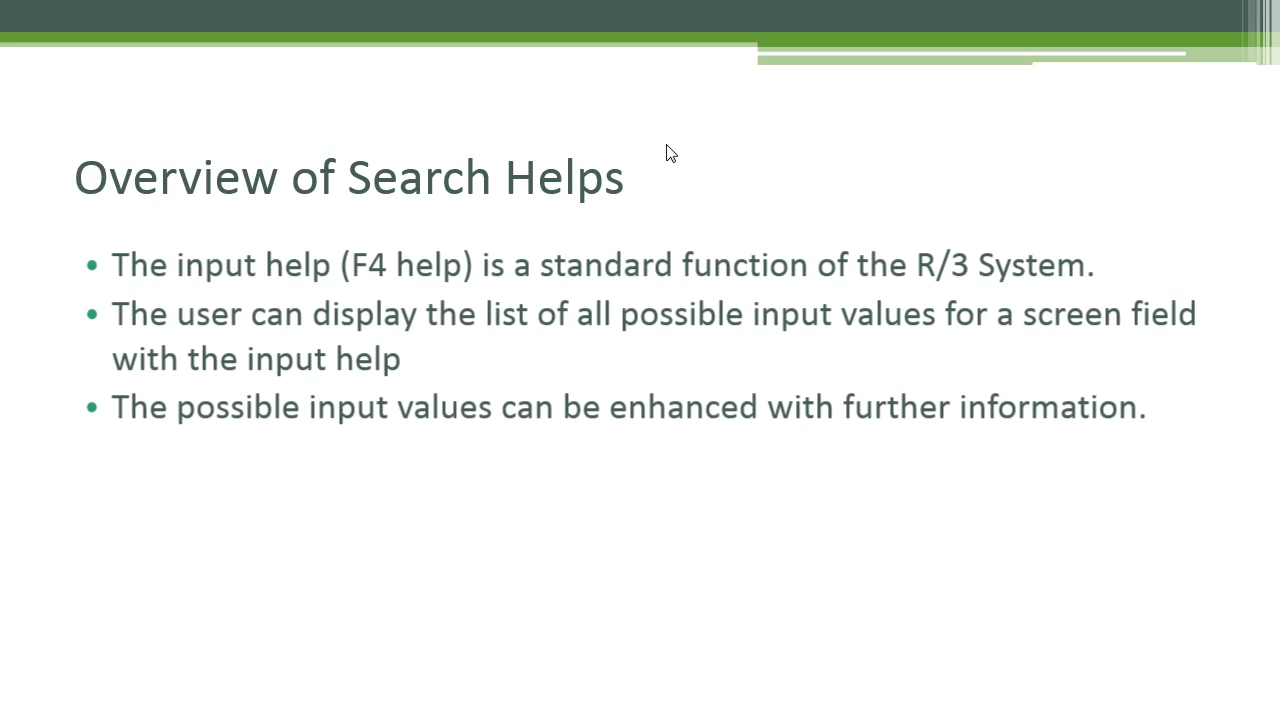 Overview of Search Helps
• The input help (F4 help) is a standard function of the R/3 System.
• The user can display the list of all possible input values for a screen field
with the input help
• The possible input values can be enhanced with further information.